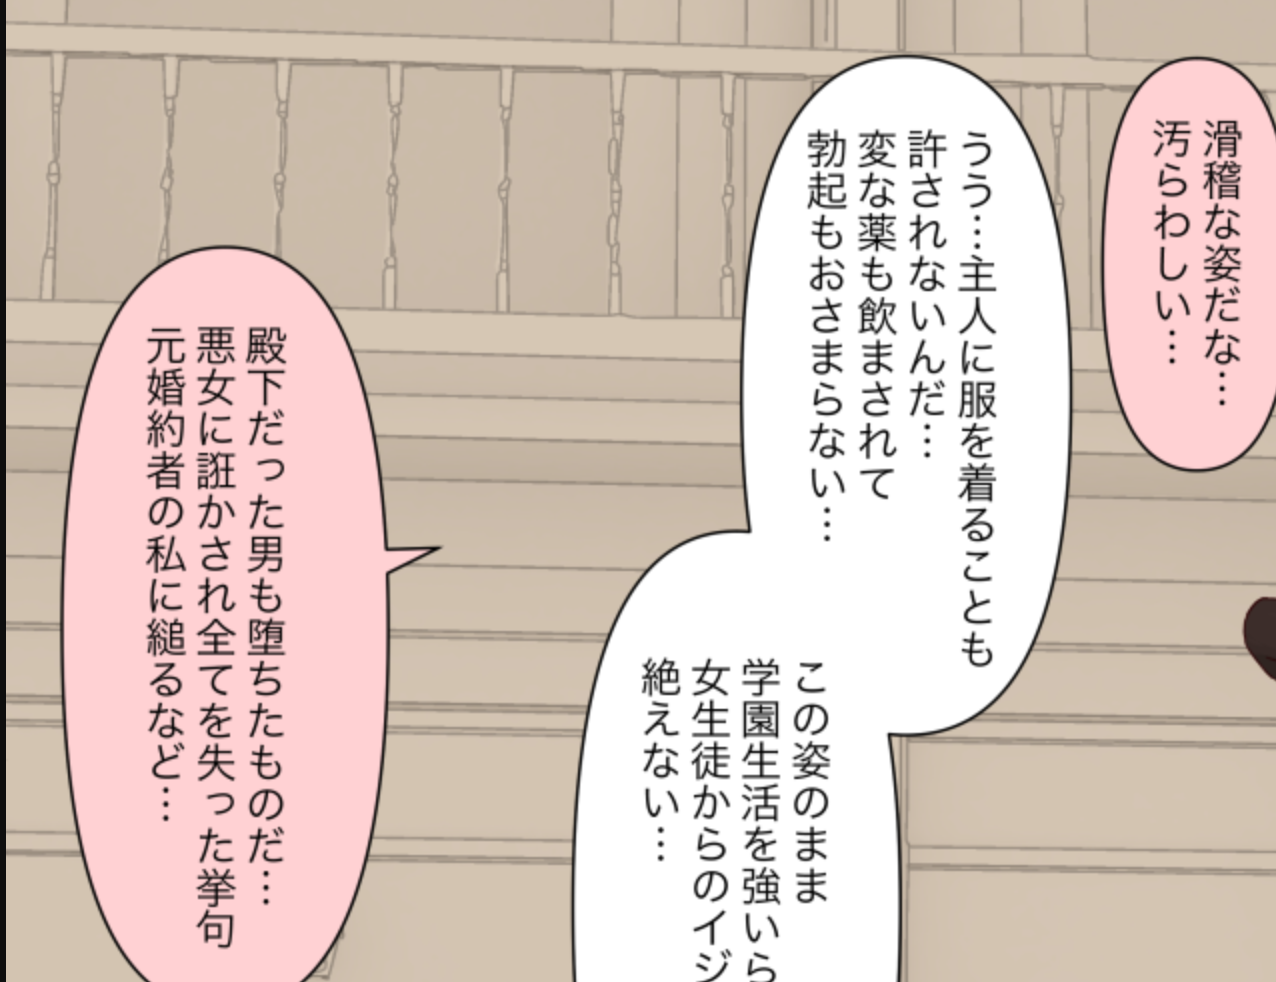 滑稽な姿だな…
汚らわしい…
うう…主人に服を着ることも
許されないんだ…
変な薬も飲まされて
勃起もおさまらない…
この姿のまま
学園生活を強いら
女生徒からのイジ
絶えない…
殿下だった男も堕ちたものだ…
悪女に誑かされ全てを失った挙句
元婚約者の私に縋るなど…